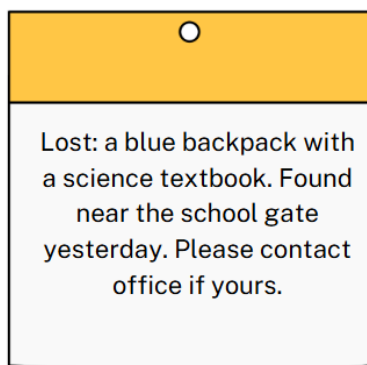 Lost: a blue backpack with
a science textbook. Found
near the school gate
yesterday. Please contact
office if yours.